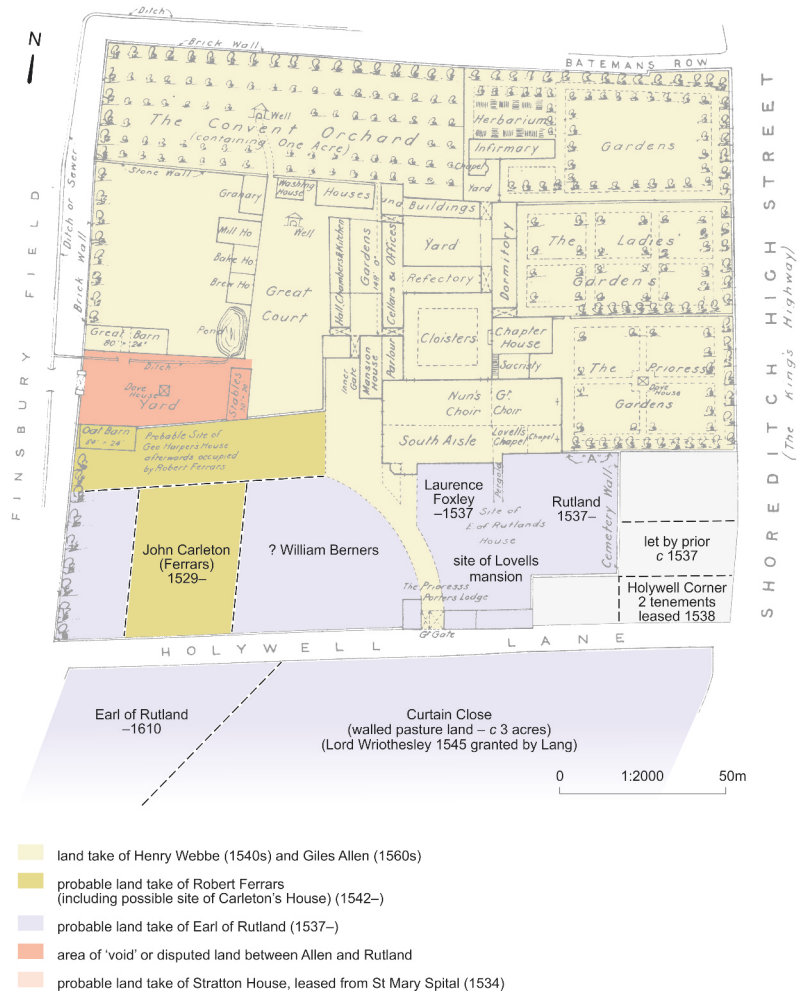 Ditch
N
Brick Wall
BATEMANS ROW
The Convent Orchard
(containing One Acre)
Well
Herbarium
Infirmary
Gardens
Chapel
Yard
Stone Wall
Ditch or Sewer
Brick Wall
FINSBURY FIELD
SHOREDITCH HIGH STREET
(The King's Highway)
Granary
Washing House
Houses
and
Buildings
Mill Ho
Bake Ho
Brew Ho
Well
Great
Court
Pond
Hall, Chambers & Kitchen
Gardens
Cellars & Offices
Yard
Refectory
Dormitory
The Ladies'
Gardens
Great Barn
80' × 24'
Ditch
Dove
House
Yard
Stables
Inner
Gate
Mansion
House
Parlour
Cloisters
Chapter
House
Sacristy
The Prioress
Dove
House
Gardens
Nun's
Choir
Gt
Choir
South Aisle
Lovells
Chapel
Chapel
Oat Barn
Probable Site of
Geo Harpers House
afterwards occupied
by Robert Ferrars
"A"
Pergola
Cemetery Wall
Laurence
Foxley
–1537
Rutland
1537–
Site of
E of Rutlands
House
site of Lovells
mansion
let by prior
c 1537
Holywell Corner
2 tenements
leased 1538
John Carleton
(Ferrars)
1529–
? William Berners
The Prioress's
Porters Lodge
Gt Gate
HOLYWELL LANE
Earl of Rutland
–1610
Curtain Close
(walled pasture land – c 3 acres)
(Lord Wriothesley 1545 granted by Lang)
0 1:2000 50m
land take of Henry Webbe (1540s) and Giles Allen (1560s)
probable land take of Robert Ferrars
(including possible site of Carleton's House) (1542–)
probable land take of Earl of Rutland (1537–)
area of 'void' or disputed land between Allen and Rutland
probable land take of Stratton House, leased from St Mary Spital (1534)